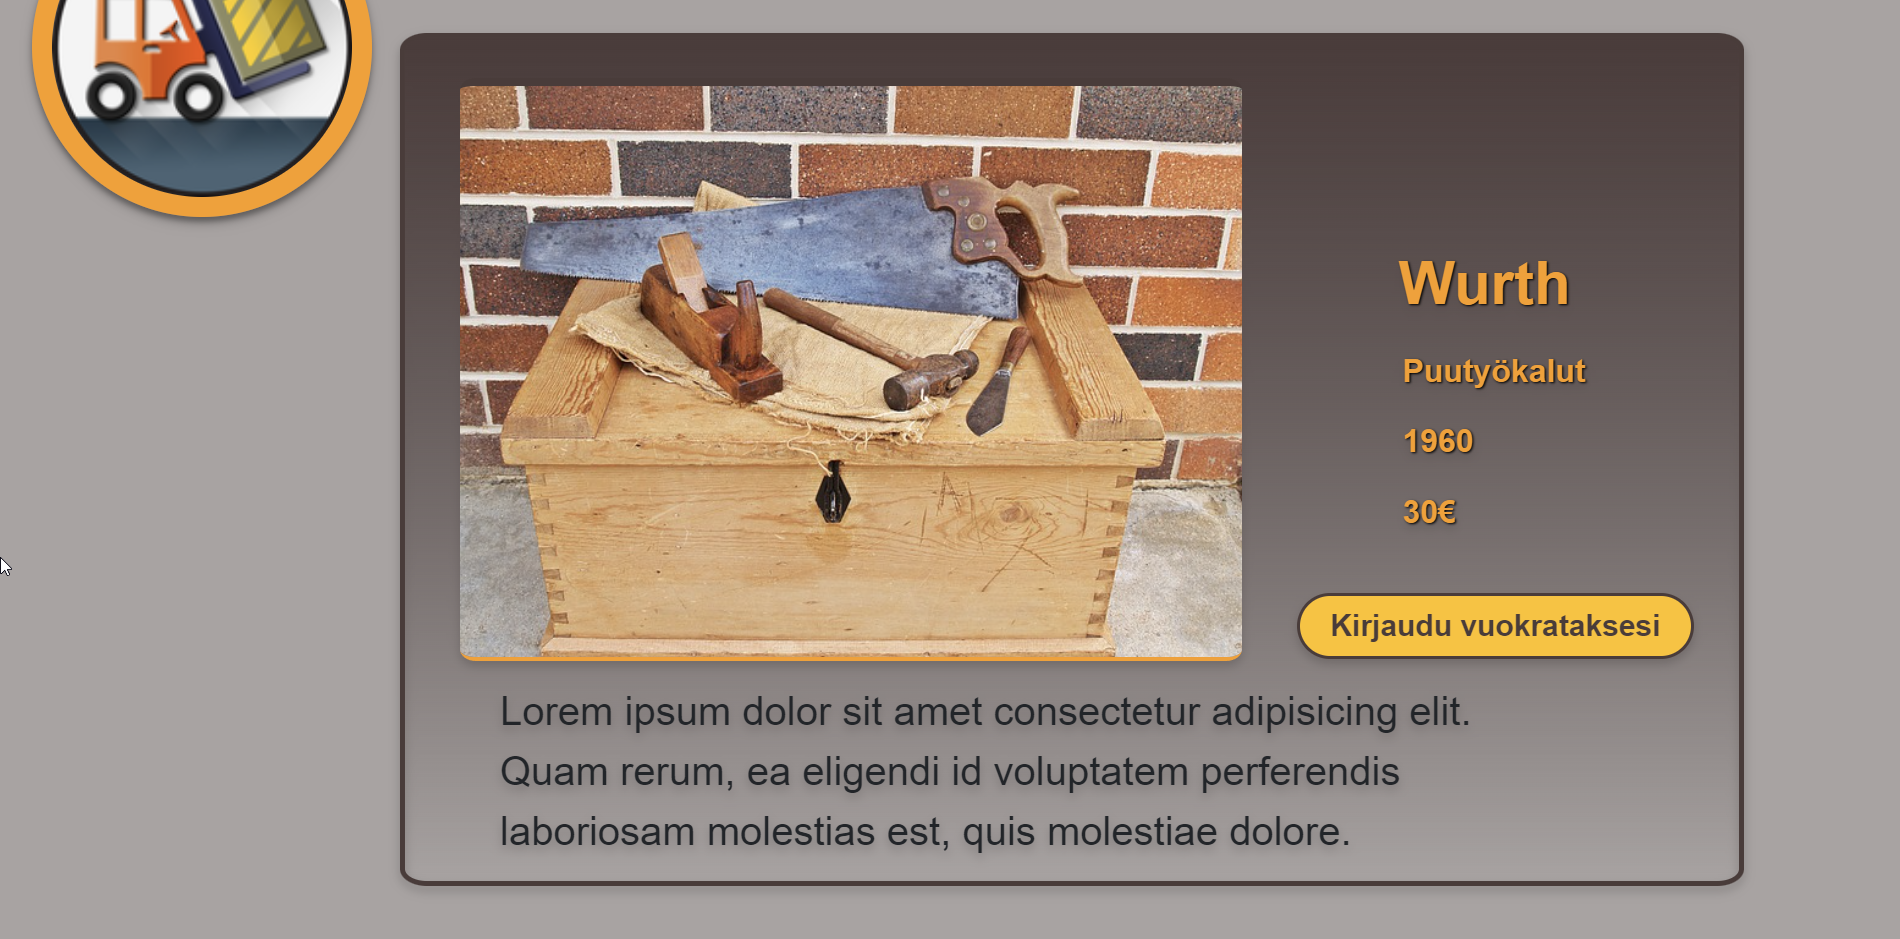 Wurth
Puutyökalut
1960
30€
Kirjaudu vuokrataksesi
Lorem ipsum dolor sit amet consectetur adipisicing elit.
Quam rerum, ea eligendi id voluptatem perferendis
laboriosam molestias est, quis molestiae dolore.